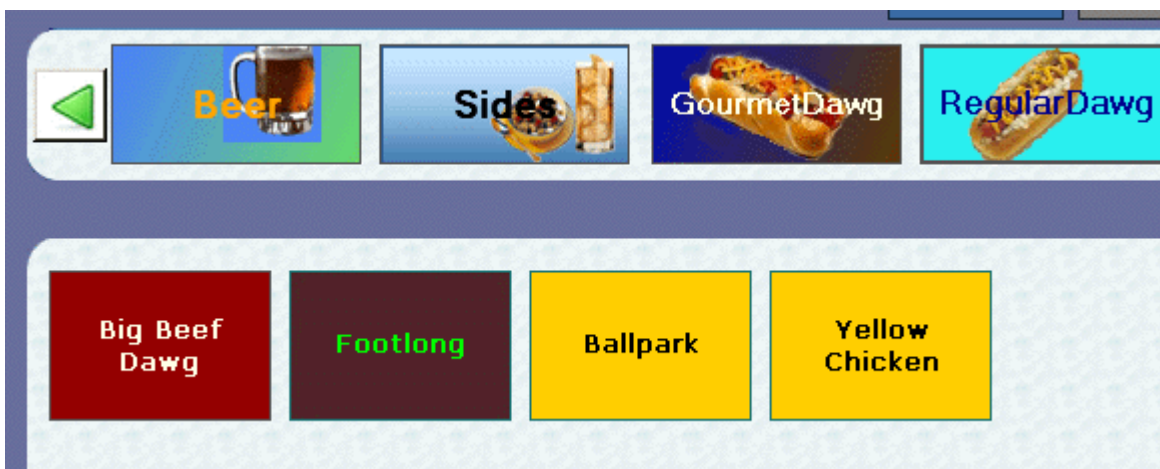 Beer
Sides
GourmetDawg
RegularDawg
Big Beef
Dawg
Footlong
Ballpark
Yellow
Chicken